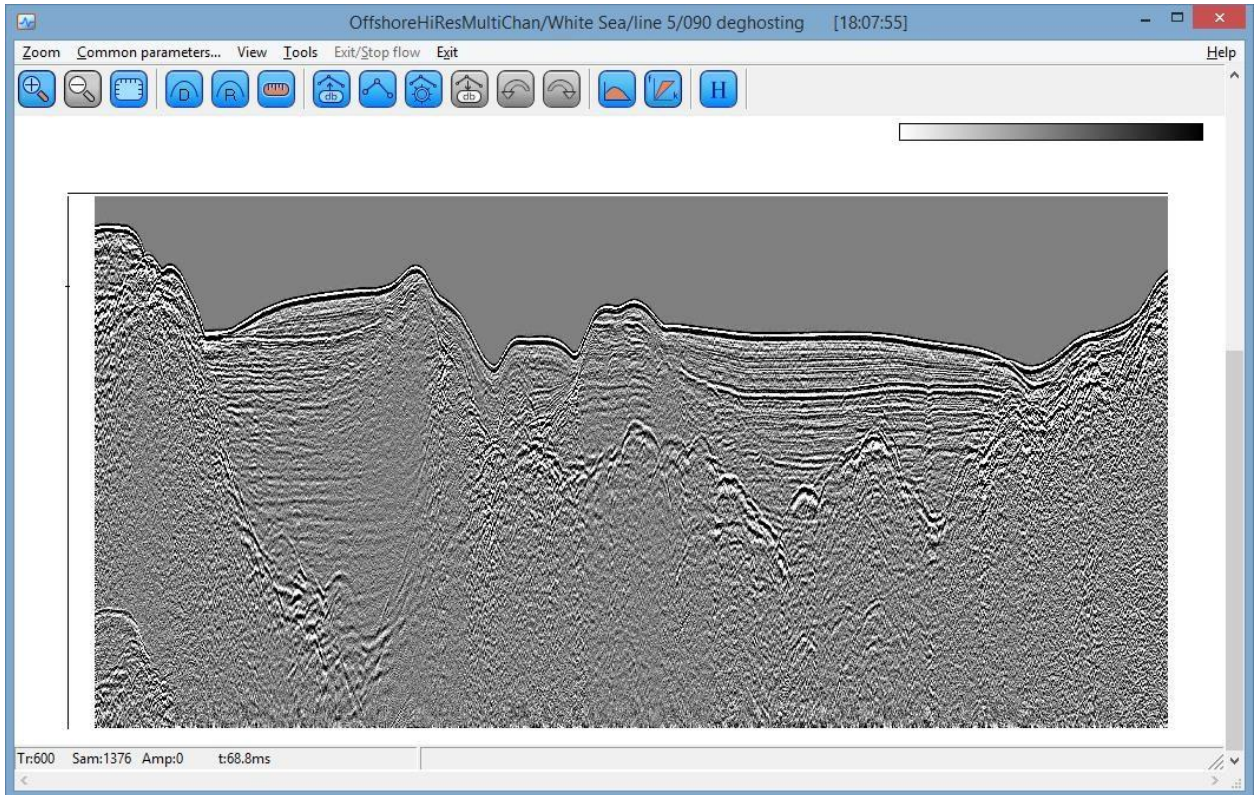 OffshoreHiResMultiChan/White Sea/line 5/090 deghosting [18:07:55]
Zoom Common parameters... View Tools Exit/Stop flow Exit Help
D R db db f k H
Tr:600 Sam:1376 Amp:0 t:68.8ms